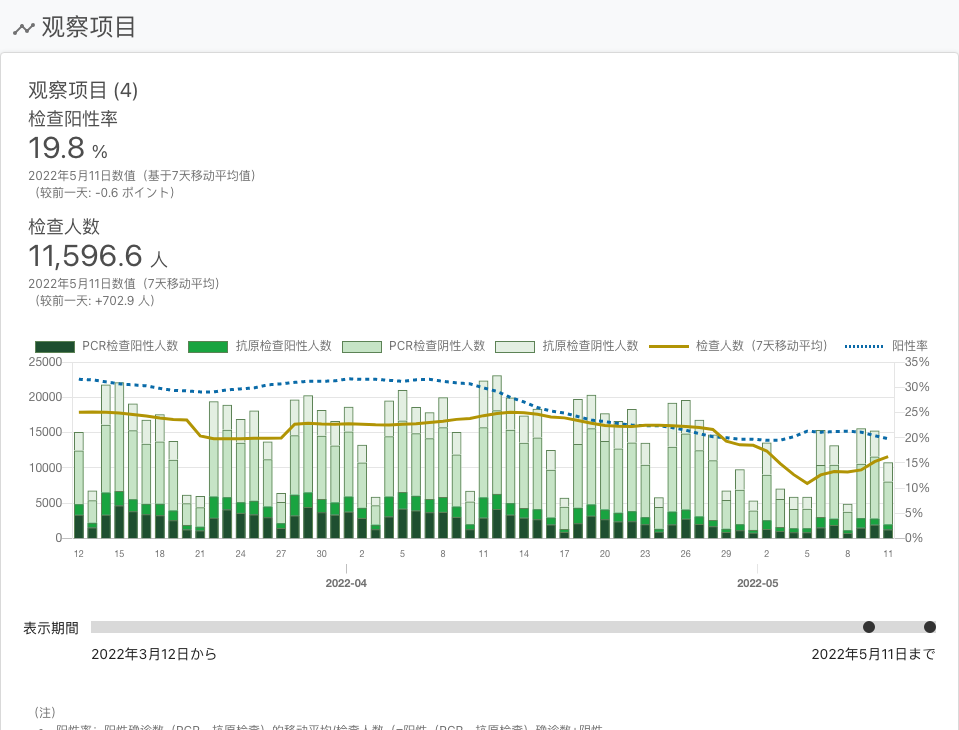 观察项目
观察项目 (4)
检查阳性率
19.8 %
2022年5月11日数值（基于7天移动平均值）
（较前一天: -0.6 ポイント）
检查人数
11,596.6 人
2022年5月11日数值（7天移动平均）
（较前一天: +702.9 人）
PCR检查阳性人数 抗原检查阳性人数 PCR检查阴性人数 抗原检查阴性人数 检查人数（7天移动平均） 阳性率
25000 35%
30%
20000
25%
15000
20%
10000 15%
10%
5000
5%
0 0%
12 15 18 21 24 27 30 2 5 8 11 14 17 20 23 26 29 2 5 8 11
2022-04 2022-05
表示期間
2022年3月12日から 2022年5月11日まで
（注）